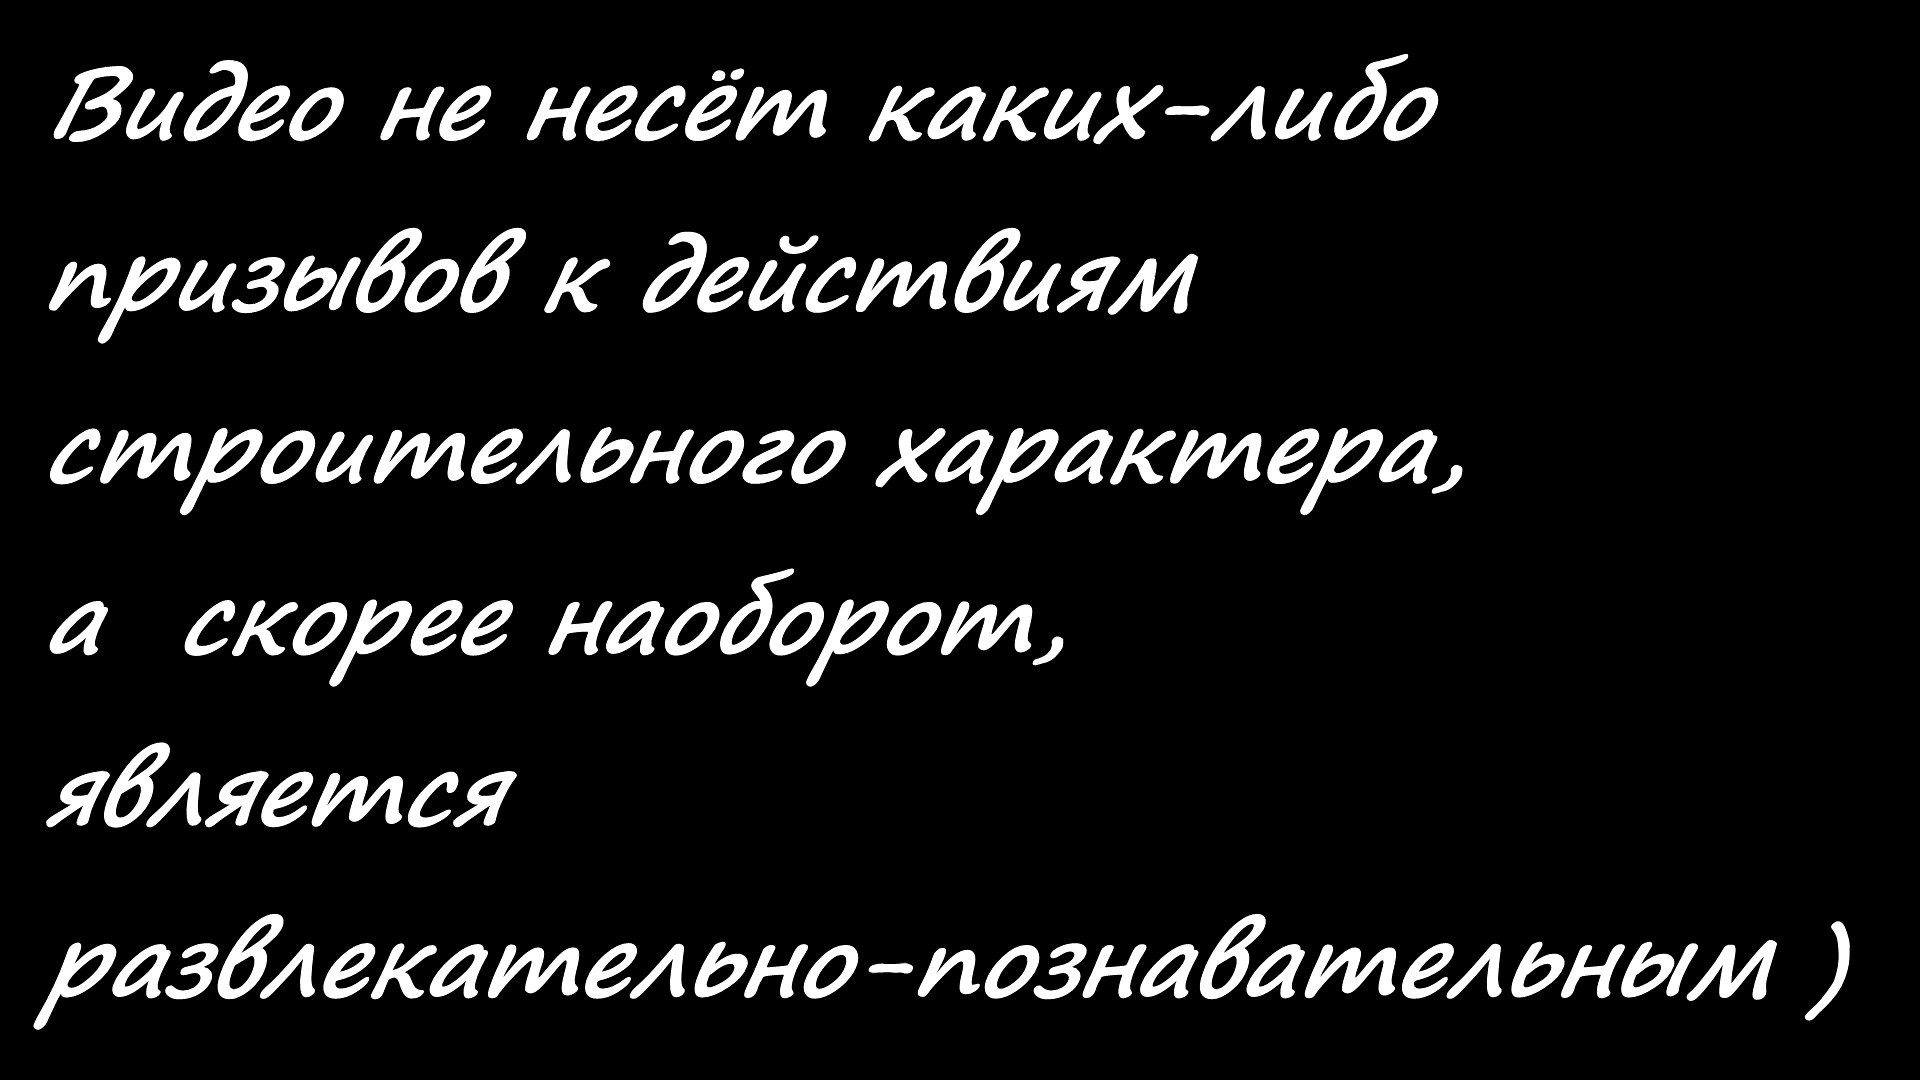 Видео не несёт каких-либо
призывов к действиям
строительного характера,
а  скорее наоборот,
является
развлекательно-познавательным )